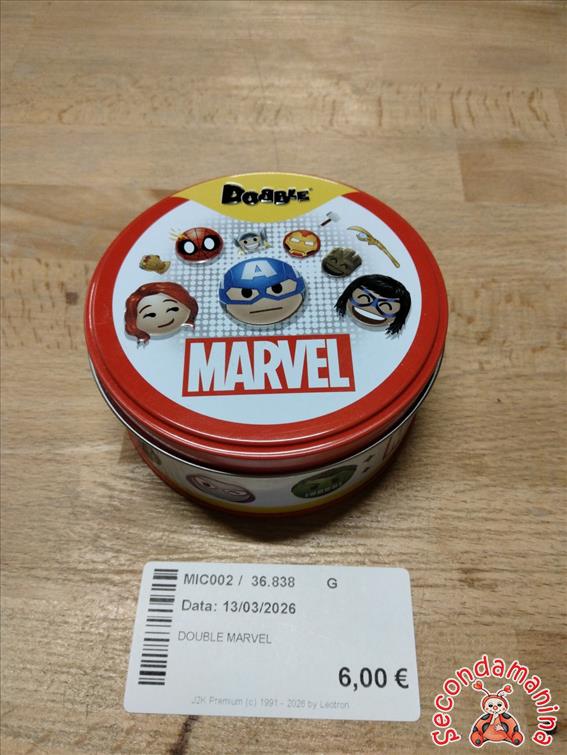 DOBBLE®
A
MARVEL
MIC002 / 36.838 G
Data: 13/03/2026
DOUBLE MARVEL
6,00 €
J2K Premium (c) 1991 - 2026 by Leotron
Secondamanina